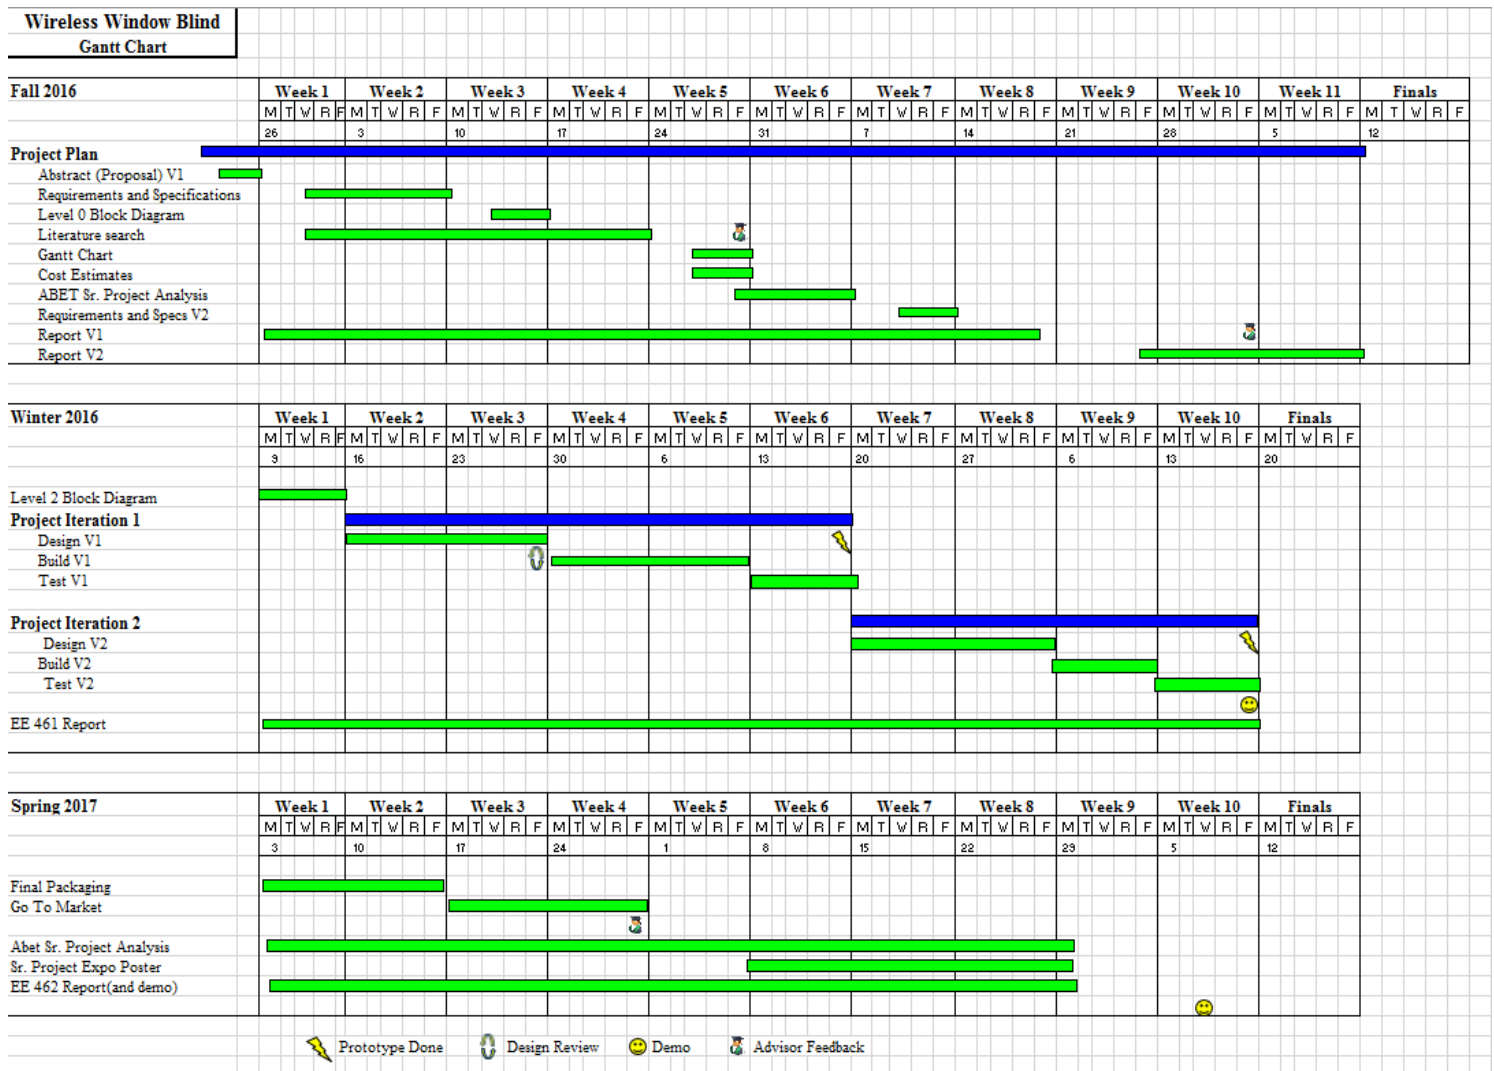 Wireless Window Blind
Gantt Chart
Fall 2016 Week 1 Week 2 Week 3 Week 4 Week 5 Week 6 Week 7 Week 8 Week 9 Week 10 Week 11 Finals
M T W R F M T W R F M T W R F M T W R F M T W R F M T W R F M T W R F M T W R F M T W R F M T W R F M T W R F M T W R F
26 3 10 17 24 31 7 14 21 28 5 12
Project Plan
Abstract (Proposal) V1
Requirements and Specifications
Level 0 Block Diagram
Literature search
Gantt Chart
Cost Estimates
ABET Sr. Project Analysis
Requirements and Specs V2
Report V1
Report V2
Winter 2016 Week 1 Week 2 Week 3 Week 4 Week 5 Week 6 Week 7 Week 8 Week 9 Week 10 Finals
M T W R F M T W R F M T W R F M T W R F M T W R F M T W R F M T W R F M T W R F M T W R F M T W R F M T W R F
9 16 23 30 6 13 20 27 6 13 20
Level 2 Block Diagram
Project Iteration 1
Design V1
Build V1
Test V1
Project Iteration 2
Design V2
Build V2
Test V2
EE 461 Report
Spring 2017 Week 1 Week 2 Week 3 Week 4 Week 5 Week 6 Week 7 Week 8 Week 9 Week 10 Finals
M T W R F M T W R F M T W R F M T W R F M T W R F M T W R F M T W R F M T W R F M T W R F M T W R F M T W R F
3 10 17 24 1 8 15 22 29 5 12
Final Packaging
Go To Market
Abet Sr. Project Analysis
Sr. Project Expo Poster
EE 462 Report(and demo)
Prototype Done Design Review Demo Advisor Feedback